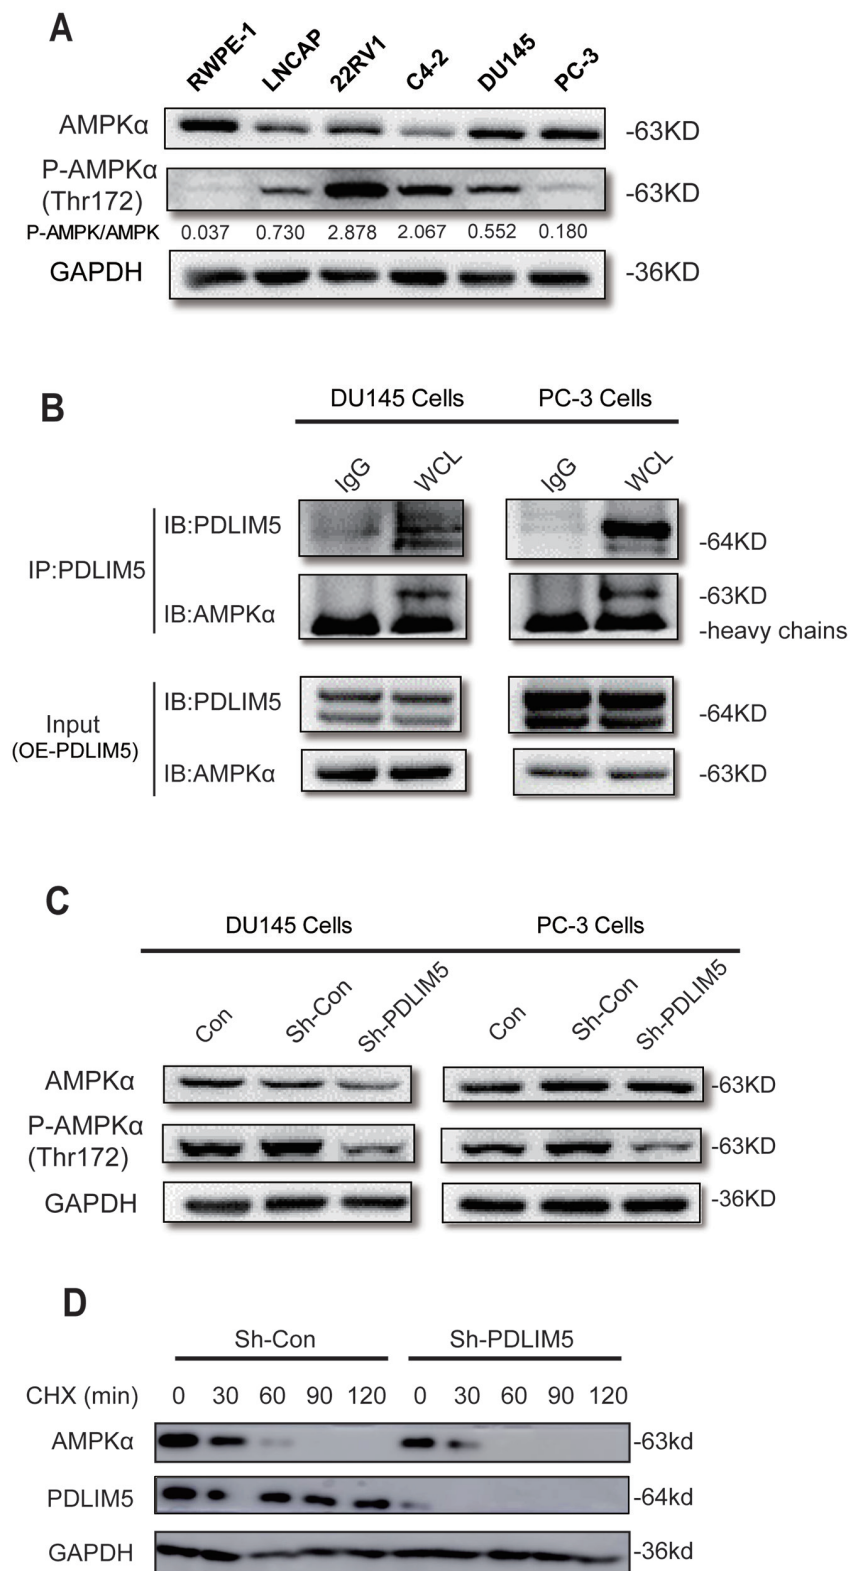 A
RWPE-1 LNCAP 22RV1 C4-2 DU145 PC-3
AMPKα -63KD
P-AMPKα
(Thr172) -63KD
P-AMPK/AMPK 0.037 0.730 2.878 2.067 0.552 0.180
GAPDH -36KD
B
DU145 Cells PC-3 Cells
IgG WCL IgG WCL
IP:PDLIM5
IB:PDLIM5 -64KD
IB:AMPKα -63KD
-heavy chains
Input
(OE-PDLIM5)
IB:PDLIM5 -64KD
IB:AMPKα -63KD
C
DU145 Cells PC-3 Cells
Con Sh-Con Sh-PDLIM5 Con Sh-Con Sh-PDLIM5
AMPKα -63KD
P-AMPKα
(Thr172) -63KD
GAPDH -36KD
D
Sh-Con Sh-PDLIM5
CHX (min) 0 30 60 90 120 0 30 60 90 120
AMPKα -63kd
PDLIM5 -64kd
GAPDH -36kd